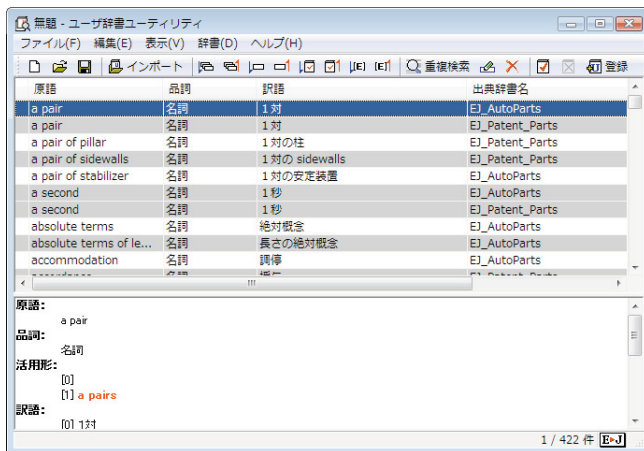 無題 - ユーザ辞書ユーティリティ
ファイル(F) 編集(E) 表示(V) 辞書(D) ヘルプ(H)
インポート 重複検索 登録
原語 品詞 訳語 出典辞書名
a pair 名詞 1対 EJ_AutoParts
a pair 名詞 1対 EJ_Patent_Parts
a pair of pillar 名詞 1対の柱 EJ_Patent_Parts
a pair of sidewalls 名詞 1対の sidewalls EJ_Patent_Parts
a pair of stabilizer 名詞 1対の安定装置 EJ_AutoParts
a second 名詞 1秒 EJ_AutoParts
a second 名詞 1秒 EJ_Patent_Parts
absolute terms 名詞 絶対概念 EJ_AutoParts
absolute terms of le... 名詞 長さの絶対概念 EJ_AutoParts
accommodation 名詞 調停 EJ_AutoParts
原語:
a pair
品詞:
名詞
活用形:
[0]
[1] a pairs
訳語:
[0] 1対
1 / 422 件 E▸J